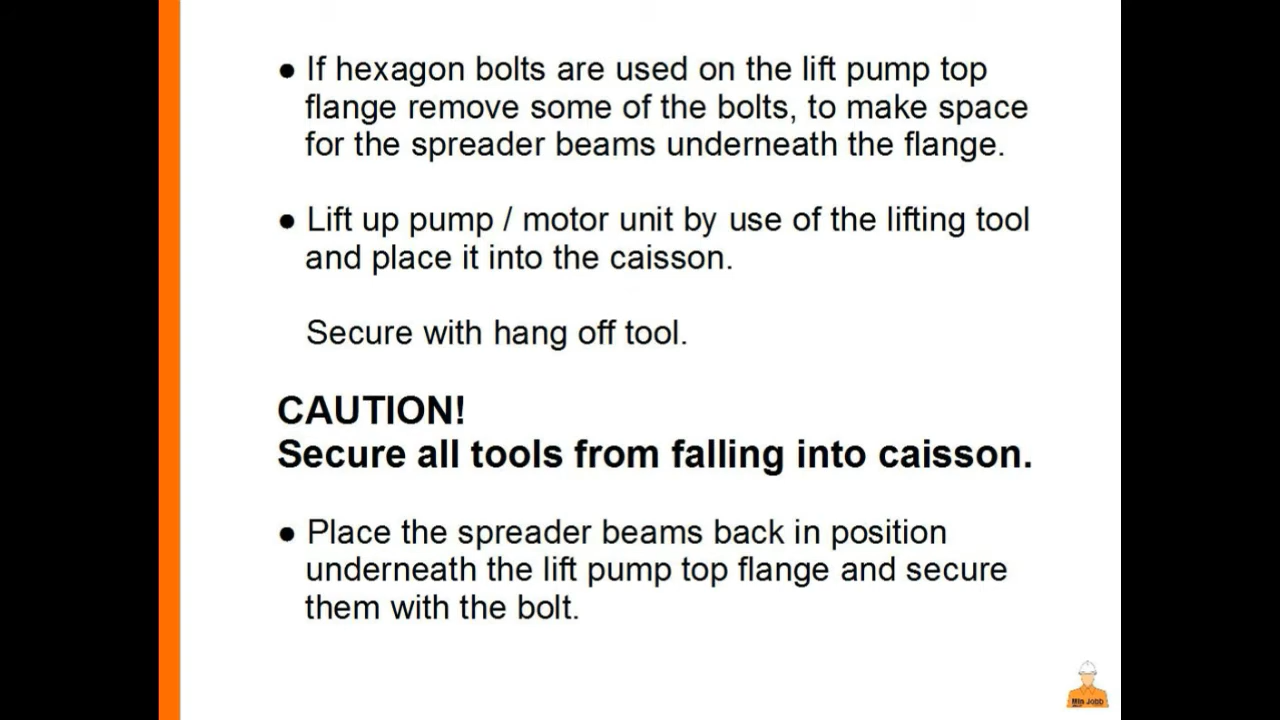 ● If hexagon bolts are used on the lift pump top
flange remove some of the bolts, to make space
for the spreader beams underneath the flange.
● Lift up pump / motor unit by use of the lifting tool
and place it into the caisson.
Secure with hang off tool.
CAUTION!
Secure all tools from falling into caisson.
● Place the spreader beams back in position
underneath the lift pump top flange and secure
them with the bolt.
Min Jobb